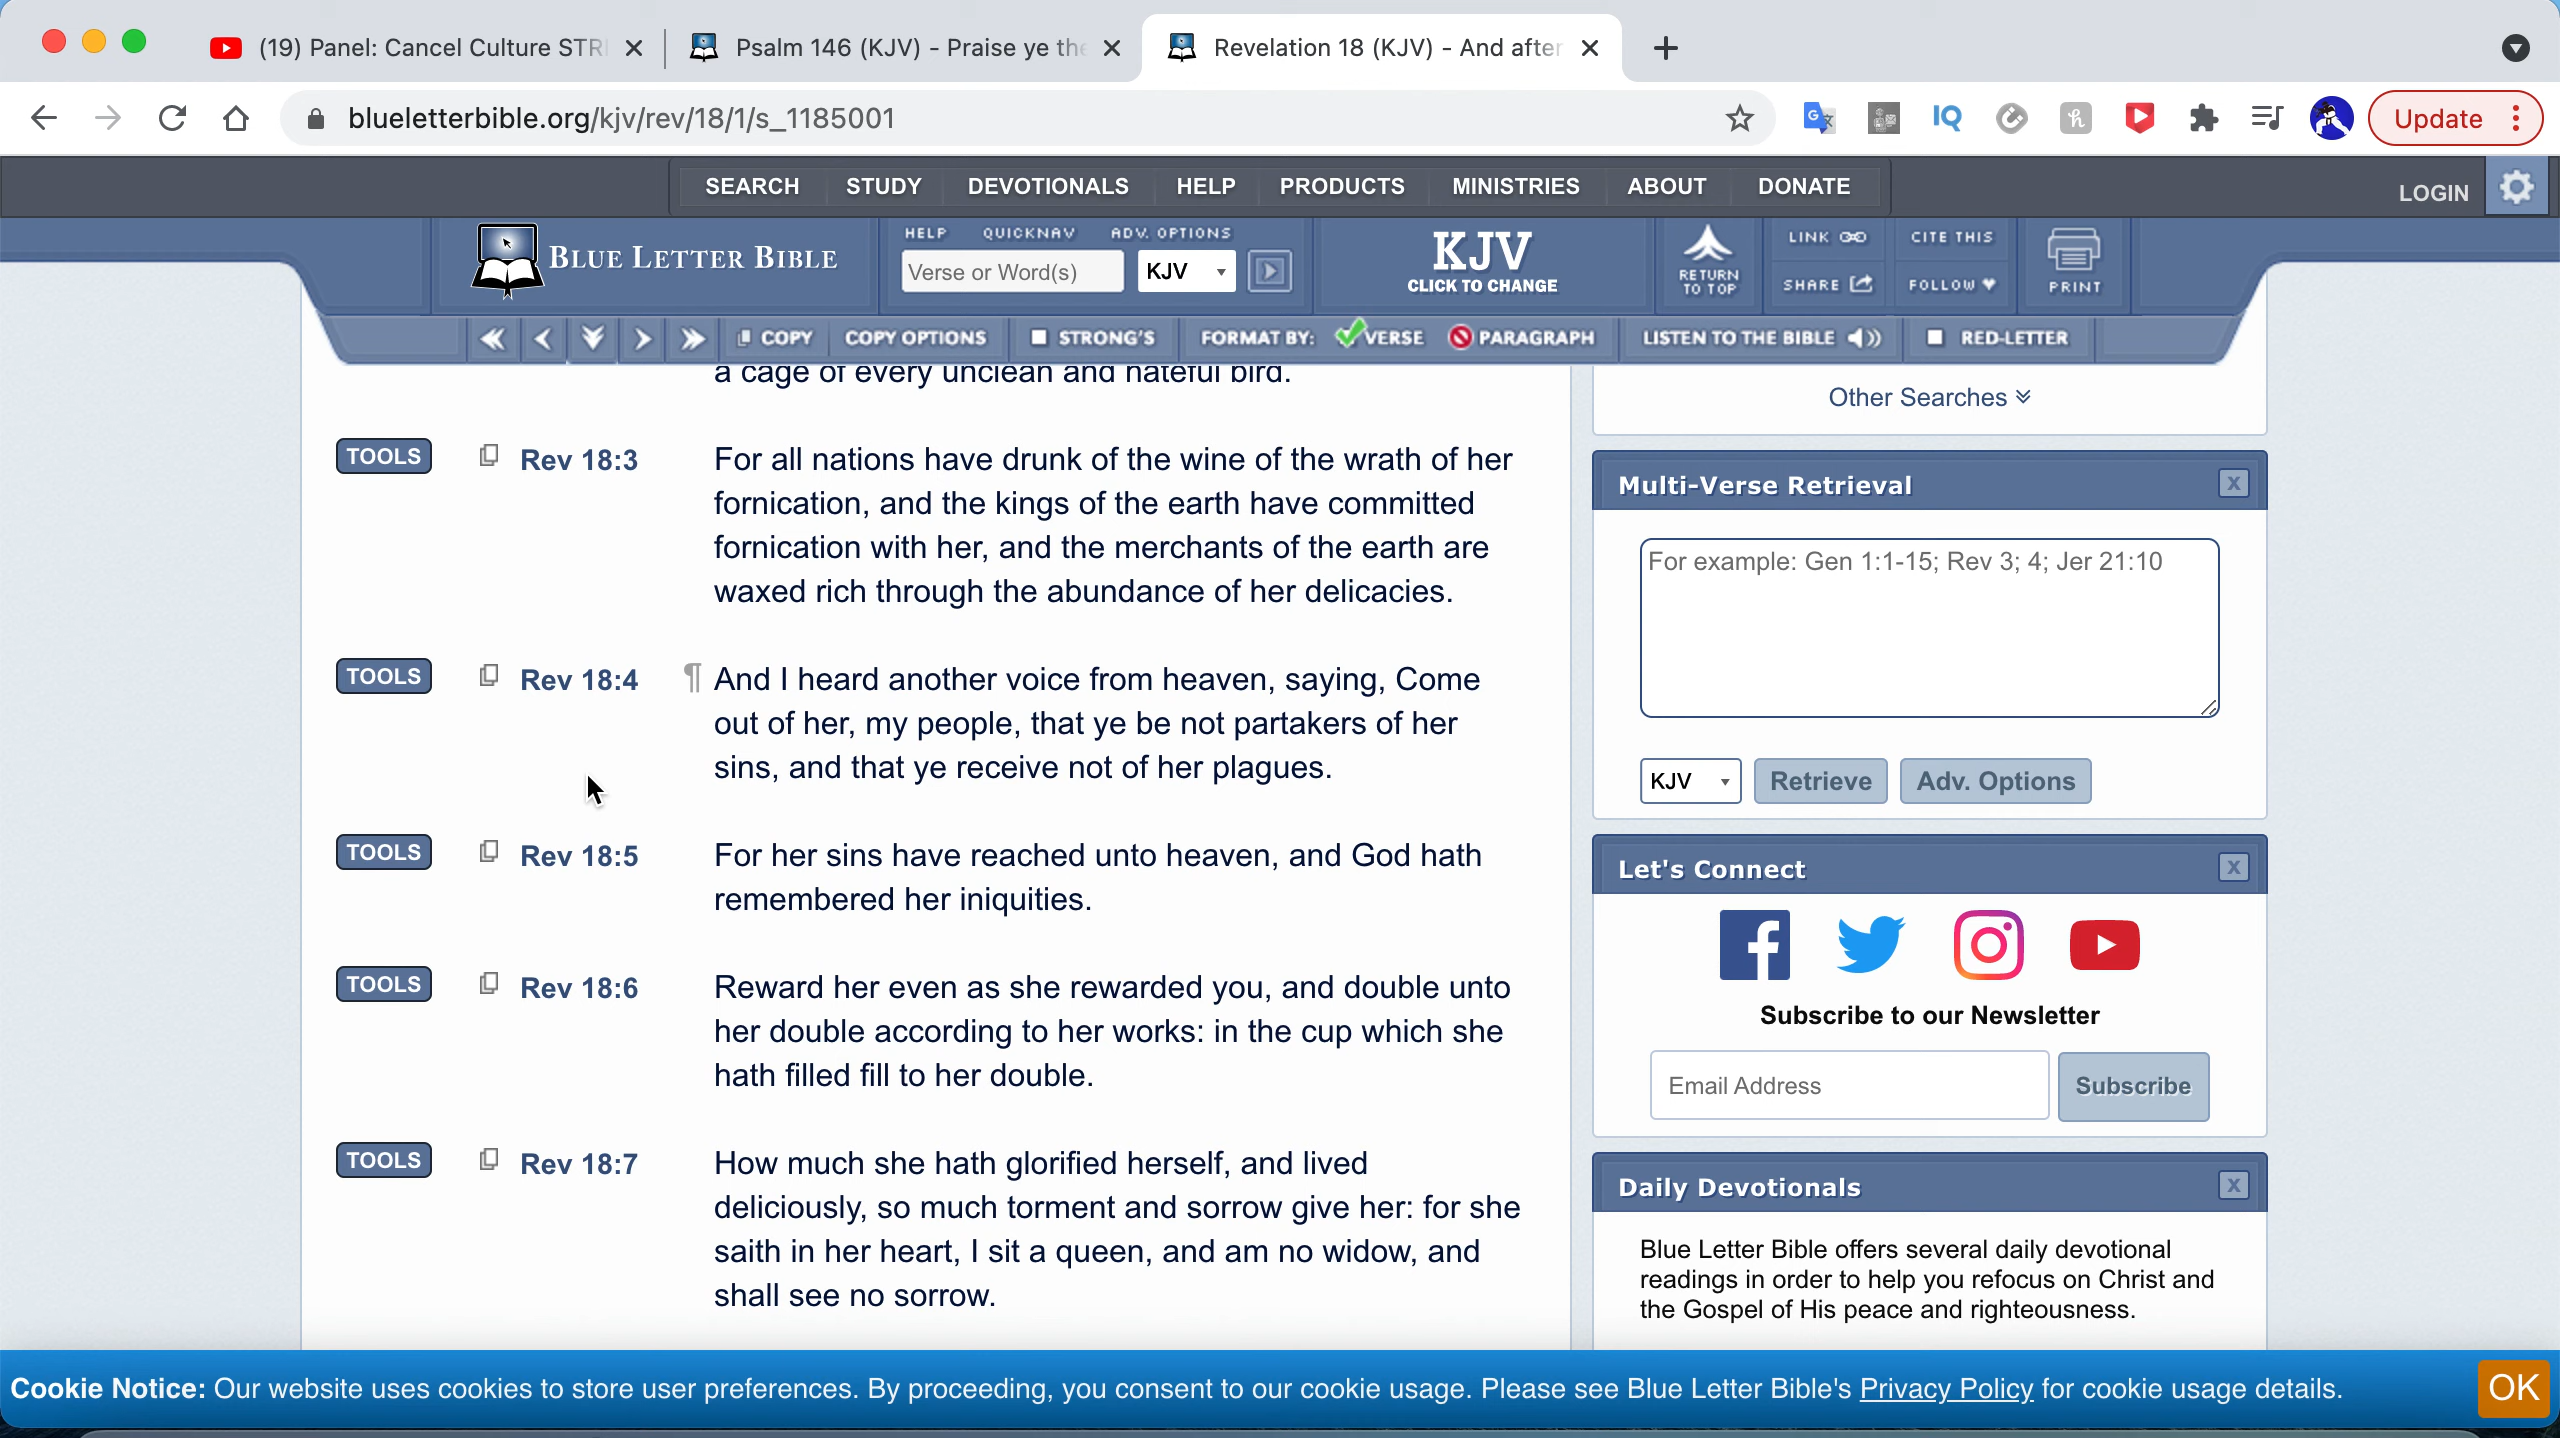 (19) Panel: Cancel Culture STR
Psalm 146 (KJV) - Praise ye the
Revelation 18 (KJV) - And after
blueletterbible.org/kjv/rev/18/1/s_1185001
Update
SEARCH STUDY DEVOTIONALS HELP PRODUCTS MINISTRIES ABOUT DONATE
LOGIN
BLUE LETTER BIBLE
HELP QUICKNAV ADV. OPTIONS
Verse or Word(s)
KJV
KJV
CLICK TO CHANGE
RETURN
TO TOP
LINK
CITE THIS
SHARE
FOLLOW
PRINT
COPY COPY OPTIONS STRONG'S FORMAT BY: VERSE PARAGRAPH LISTEN TO THE BIBLE RED-LETTER
a cage of every unclean and hateful bird.
TOOLS Rev 18:3 For all nations have drunk of the wine of the wrath of her
fornication, and the kings of the earth have committed
fornication with her, and the merchants of the earth are
waxed rich through the abundance of her delicacies.
TOOLS Rev 18:4 ¶ And I heard another voice from heaven, saying, Come
out of her, my people, that ye be not partakers of her
sins, and that ye receive not of her plagues.
TOOLS Rev 18:5 For her sins have reached unto heaven, and God hath
remembered her iniquities.
TOOLS Rev 18:6 Reward her even as she rewarded you, and double unto
her double according to her works: in the cup which she
hath filled fill to her double.
TOOLS Rev 18:7 How much she hath glorified herself, and lived
deliciously, so much torment and sorrow give her: for she
saith in her heart, I sit a queen, and am no widow, and
shall see no sorrow.
Other Searches
Multi-Verse Retrieval X
For example: Gen 1:1-15; Rev 3; 4; Jer 21:10
KJV Retrieve Adv. Options
Let's Connect X
Subscribe to our Newsletter
Email Address Subscribe
Daily Devotionals X
Blue Letter Bible offers several daily devotional
readings in order to help you refocus on Christ and
the Gospel of His peace and righteousness.
Cookie Notice: Our website uses cookies to store user preferences. By proceeding, you consent to our cookie usage. Please see Blue Letter Bible's Privacy Policy for cookie usage details. OK